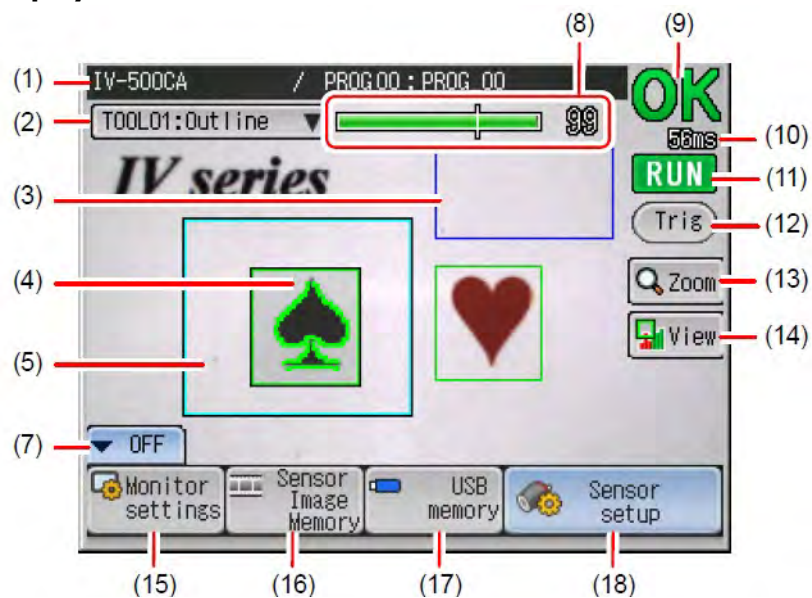 (8)
(9)
(1)
IV-500CA / PROG00 : PROG 00
OK
(2)
TOOL01:Outline ▼
99
56ms
(10)
IV series
RUN
(11)
(3)
Trig
(12)
(4)
Zoom
(13)
View
(14)
(5)
(7)
▼ OFF
Monitor
settings
Sensor
Image
Memory
USB
memory
Sensor
setup
(15)
(16)
(17)
(18)